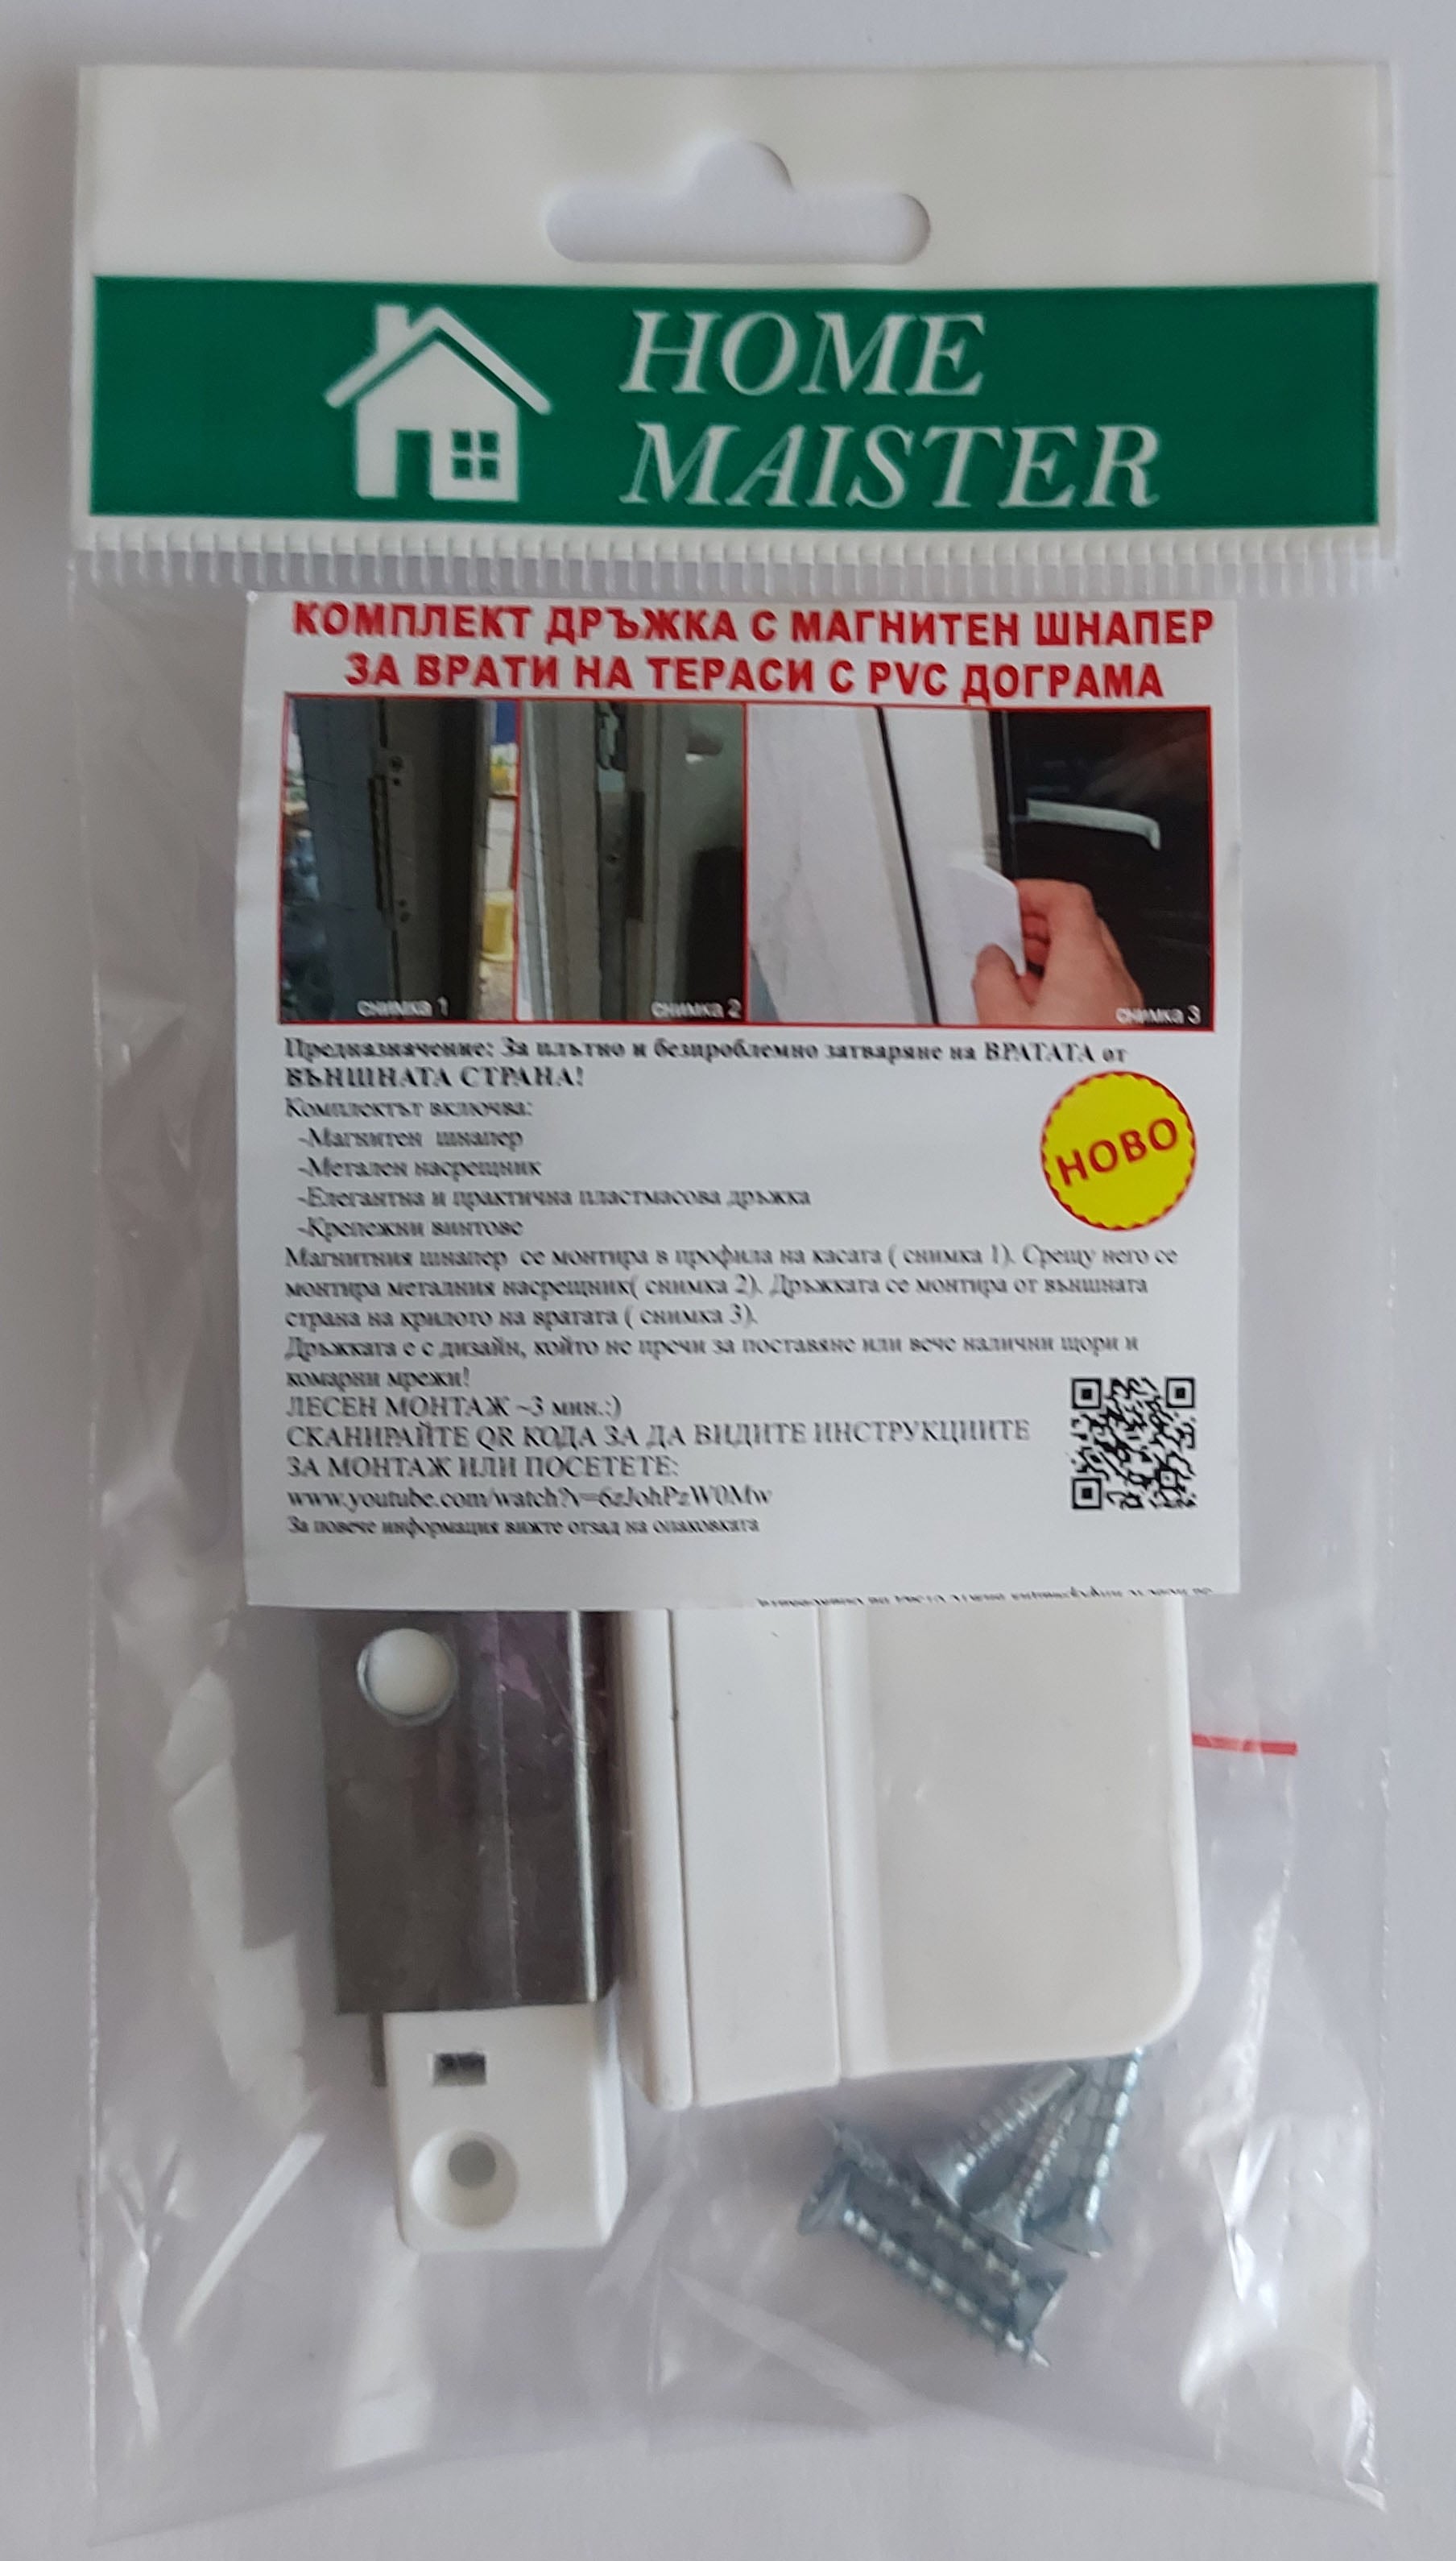 HOME
MAISTER
КОМПЛЕКТ ДРЪЖКА С МАГНИТЕН ШНАПЕР
ЗА ВРАТИ НА ТЕРАСИ С PVC ДОГРАМА
снимка 1
снимка 2
снимка 3
Предназначение: За плътно и безпроблемно затваряне на ВРАТАТА от
ВЪНШНАТА СТРАНА!
Комплектът включва:
-Магнитен шнапер
-Метален насрещник
-Елегантна и практична пластмасова дръжка
-Крепежни винтове
НОВО
Магнитния шнапер се монтира в профила на касата ( снимка 1). Срещу него се
монтира металния насрещник( снимка 2). Дръжката се монтира от външната
страна на крилото на вратата ( снимка 3).
Дръжката е с дизайн, който не пречи за поставяне или вече налични щори и
комарни мрежи!
ЛЕСЕН МОНТАЖ ~3 мин.:)
СКАНИРАЙТЕ QR КОДА ЗА ДА ВИДИТЕ ИНСТРУКЦИИТЕ
ЗА МОНТАЖ ИЛИ ПОСЕТЕТЕ:
www.youtube.com/watch?v=6zJohPzW0Mw
За повече информация вижте отзад на опаковката